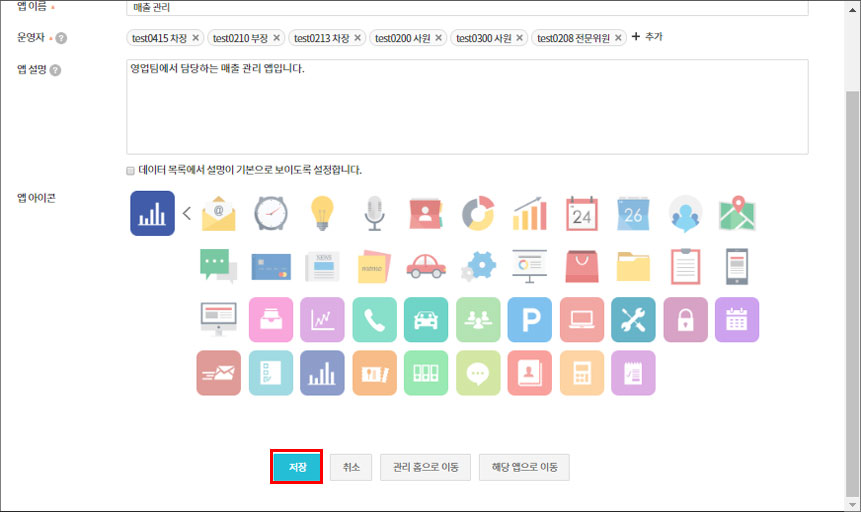 앱 이름
매출 관리
운영자 ?
test0415 차장 × test0210 부장 × test0213 차장 × test0200 사원 × test0300 사원 × test0208 전문위원 × + 추가
앱 설명 ?
영업팀에서 담당하는 매출 관리 앱입니다.
데이터 목록에서 설명이 기본으로 보이도록 설정합니다.
앱 아이콘
@ 24 26
NEWS
P
저장 취소 관리 홈으로 이동 해당 앱으로 이동